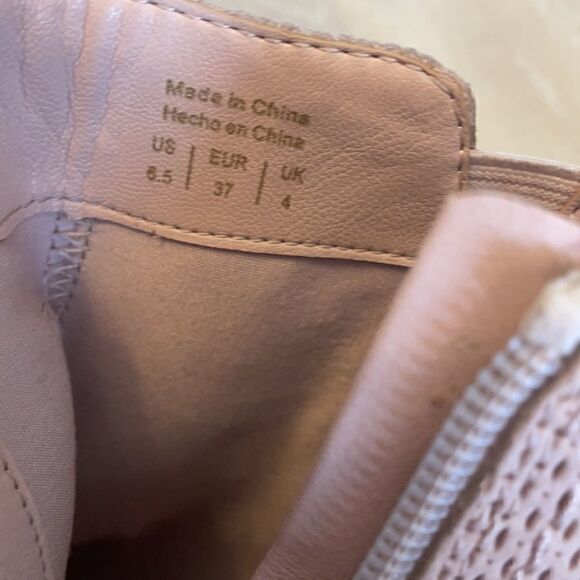 Made in China
Hecho en China
US | EUR | UK
6.5 | 37 | 4